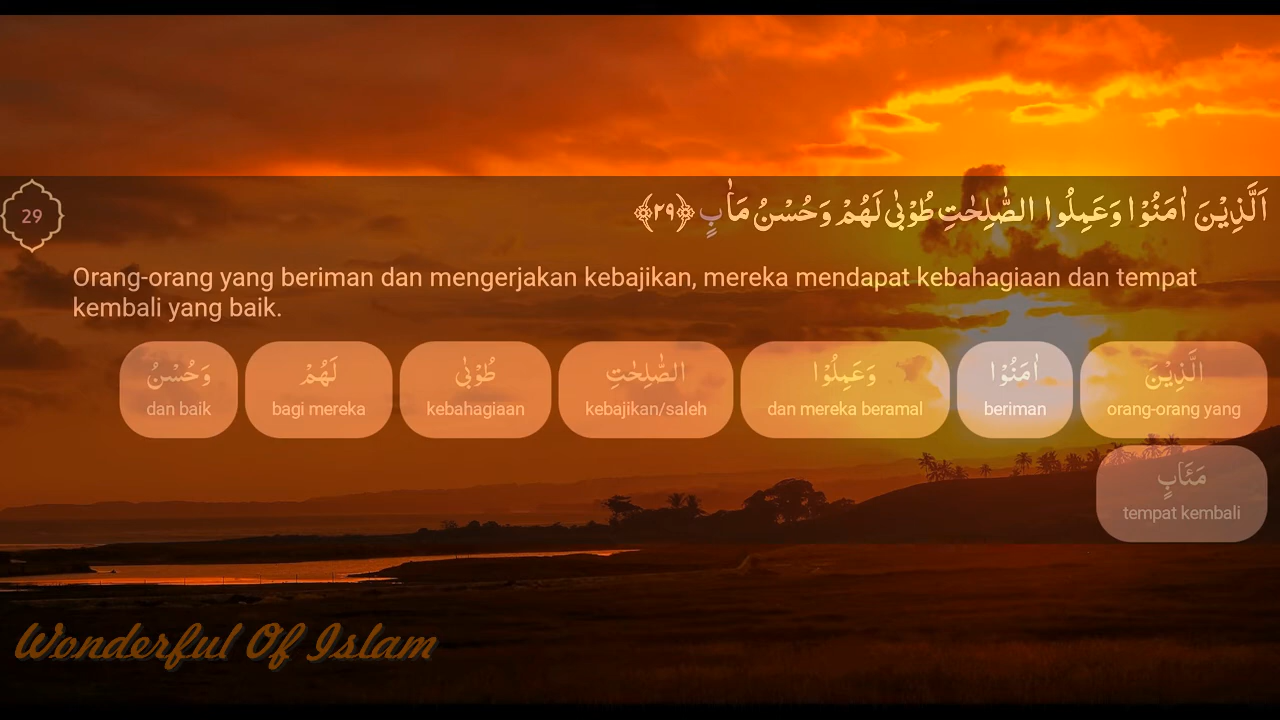 29
اَلَّذِيْنَ اٰمَنُوْا وَعَمِلُوا الصّٰلِحٰتِ طُوْبٰى لَهُمْ وَحُسْنُ مَاٰبٍ ﴿٢٩﴾
Orang-orang yang beriman dan mengerjakan kebajikan, mereka mendapat kebahagiaan dan tempat
kembali yang baik.
الَّذِيْنَ
orang-orang yang
اٰمَنُوْا
beriman
وَعَمِلُوْا
dan mereka beramal
الصّٰلِحٰتِ
kebajikan/saleh
طُوْبٰى
kebahagiaan
لَهُمْ
bagi mereka
وَحُسْنُ
dan baik
مَـَٔابٍ
tempat kembali
Wonderful Of Islam